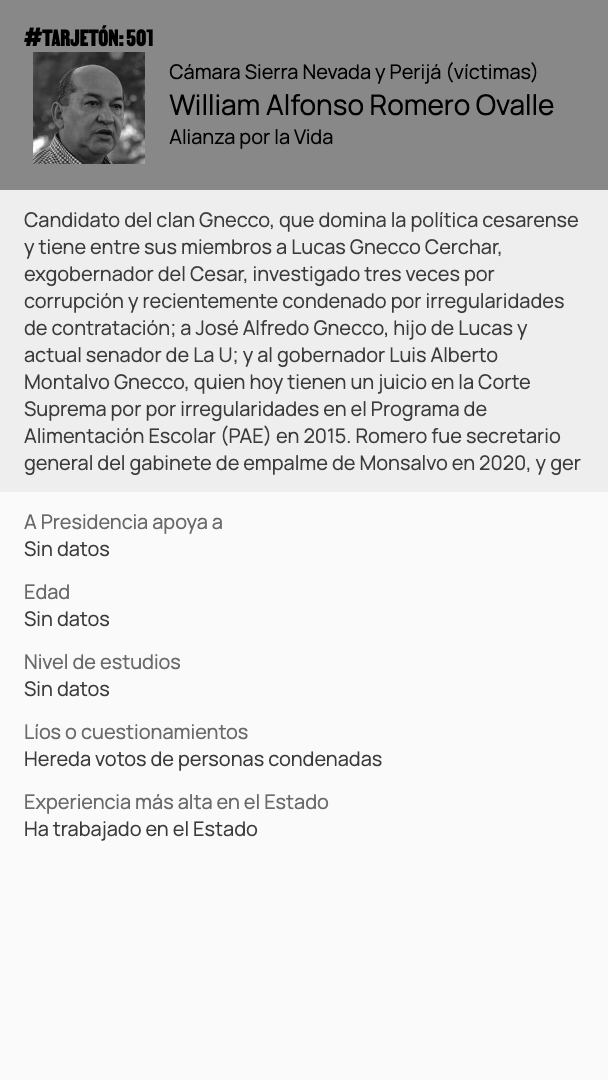 #TARJETÓN: 501
Cámara Sierra Nevada y Perijá (víctimas)
William Alfonso Romero Ovalle
Alianza por la Vida
Candidato del clan Gnecco, que domina la política cesarense
y tiene entre sus miembros a Lucas Gnecco Cerchar,
exgobernador del Cesar, investigado tres veces por
corrupción y recientemente condenado por irregularidades
de contratación; a José Alfredo Gnecco, hijo de Lucas y
actual senador de La U; y al gobernador Luis Alberto
Montalvo Gnecco, quien hoy tienen un juicio en la Corte
Suprema por por irregularidades en el Programa de
Alimentación Escolar (PAE) en 2015. Romero fue secretario
general del gabinete de empalme de Monsalvo en 2020, y ger
A Presidencia apoya a
Sin datos
Edad
Sin datos
Nivel de estudios
Sin datos
Líos o cuestionamientos
Hereda votos de personas condenadas
Experiencia más alta en el Estado
Ha trabajado en el Estado